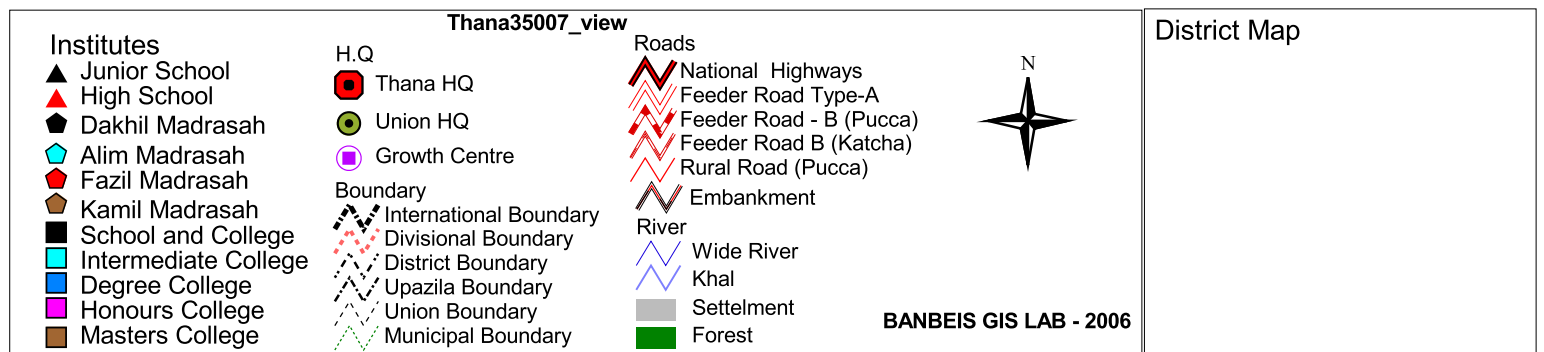 Thana35007_view
Institutes
Junior School
High School
Dakhil Madrasah
Alim Madrasah
Fazil Madrasah
Kamil Madrasah
School and College
Intermediate College
Degree College
Honours College
Masters College
H.Q
Thana HQ
Union HQ
Growth Centre
Boundary
International Boundary
Divisional Boundary
District Boundary
Upazila Boundary
Union Boundary
Municipal Boundary
Roads
National Highways
Feeder Road Type-A
Feeder Road - B (Pucca)
Feeder Road B (Katcha)
Rural Road (Pucca)
Embankment
River
Wide River
Khal
Settelment
Forest
N
BANBEIS GIS LAB - 2006
District Map